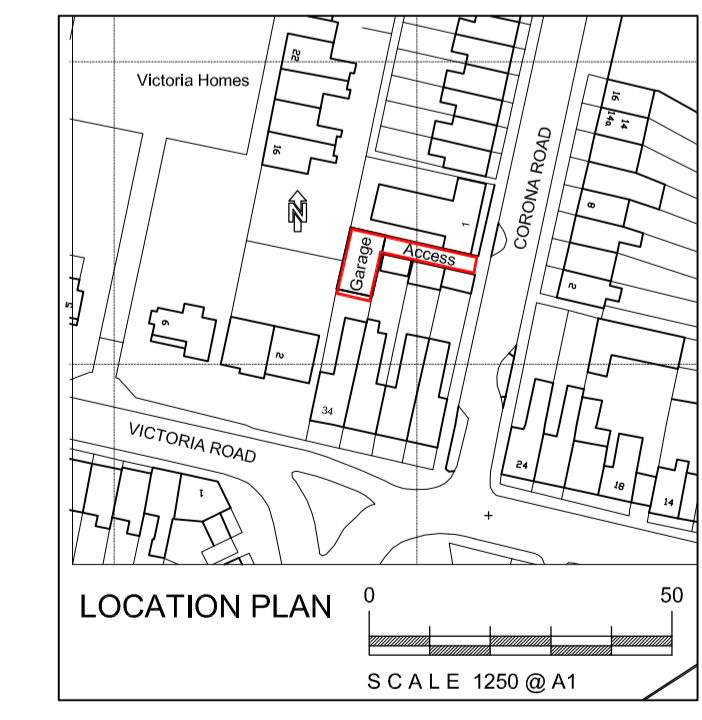 22
Victoria Homes
16
16
14
14a
N
CORONA ROAD
8
1
Garage
Access
5
9
2
2
34
VICTORIA ROAD
24
18
14
1
LOCATION PLAN
0
50
SCALE 1250 @ A1